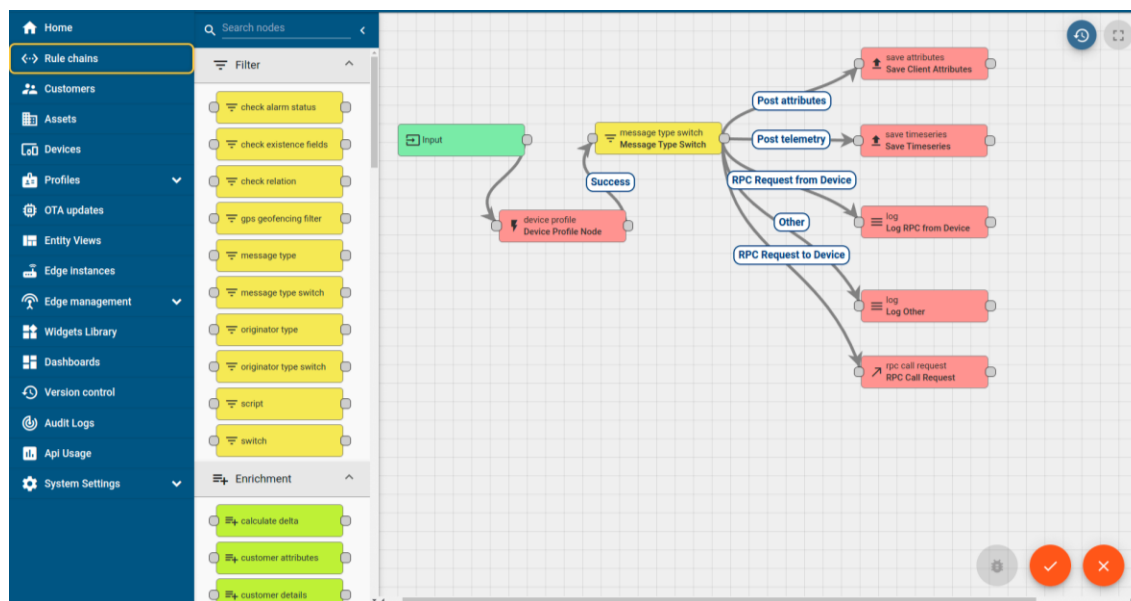 Home
Rule chains
Customers
Assets
Devices
Profiles
OTA updates
Entity Views
Edge instances
Edge management
Widgets Library
Dashboards
Version control
Audit Logs
Api Usage
System Settings
Search nodes
Filter
check alarm status
check existence fields
check relation
gps geofencing filter
message type
message type switch
originator type
originator type switch
script
switch
Enrichment
calculate delta
customer attributes
customer details
Input
device profile
Device Profile Node
Success
message type switch
Message Type Switch
Post attributes
Post telemetry
RPC Request from Device
Other
RPC Request to Device
save attributes
Save Client Attributes
save timeseries
Save Timeseries
log
Log RPC from Device
log
Log Other
rpc call request
RPC Call Request